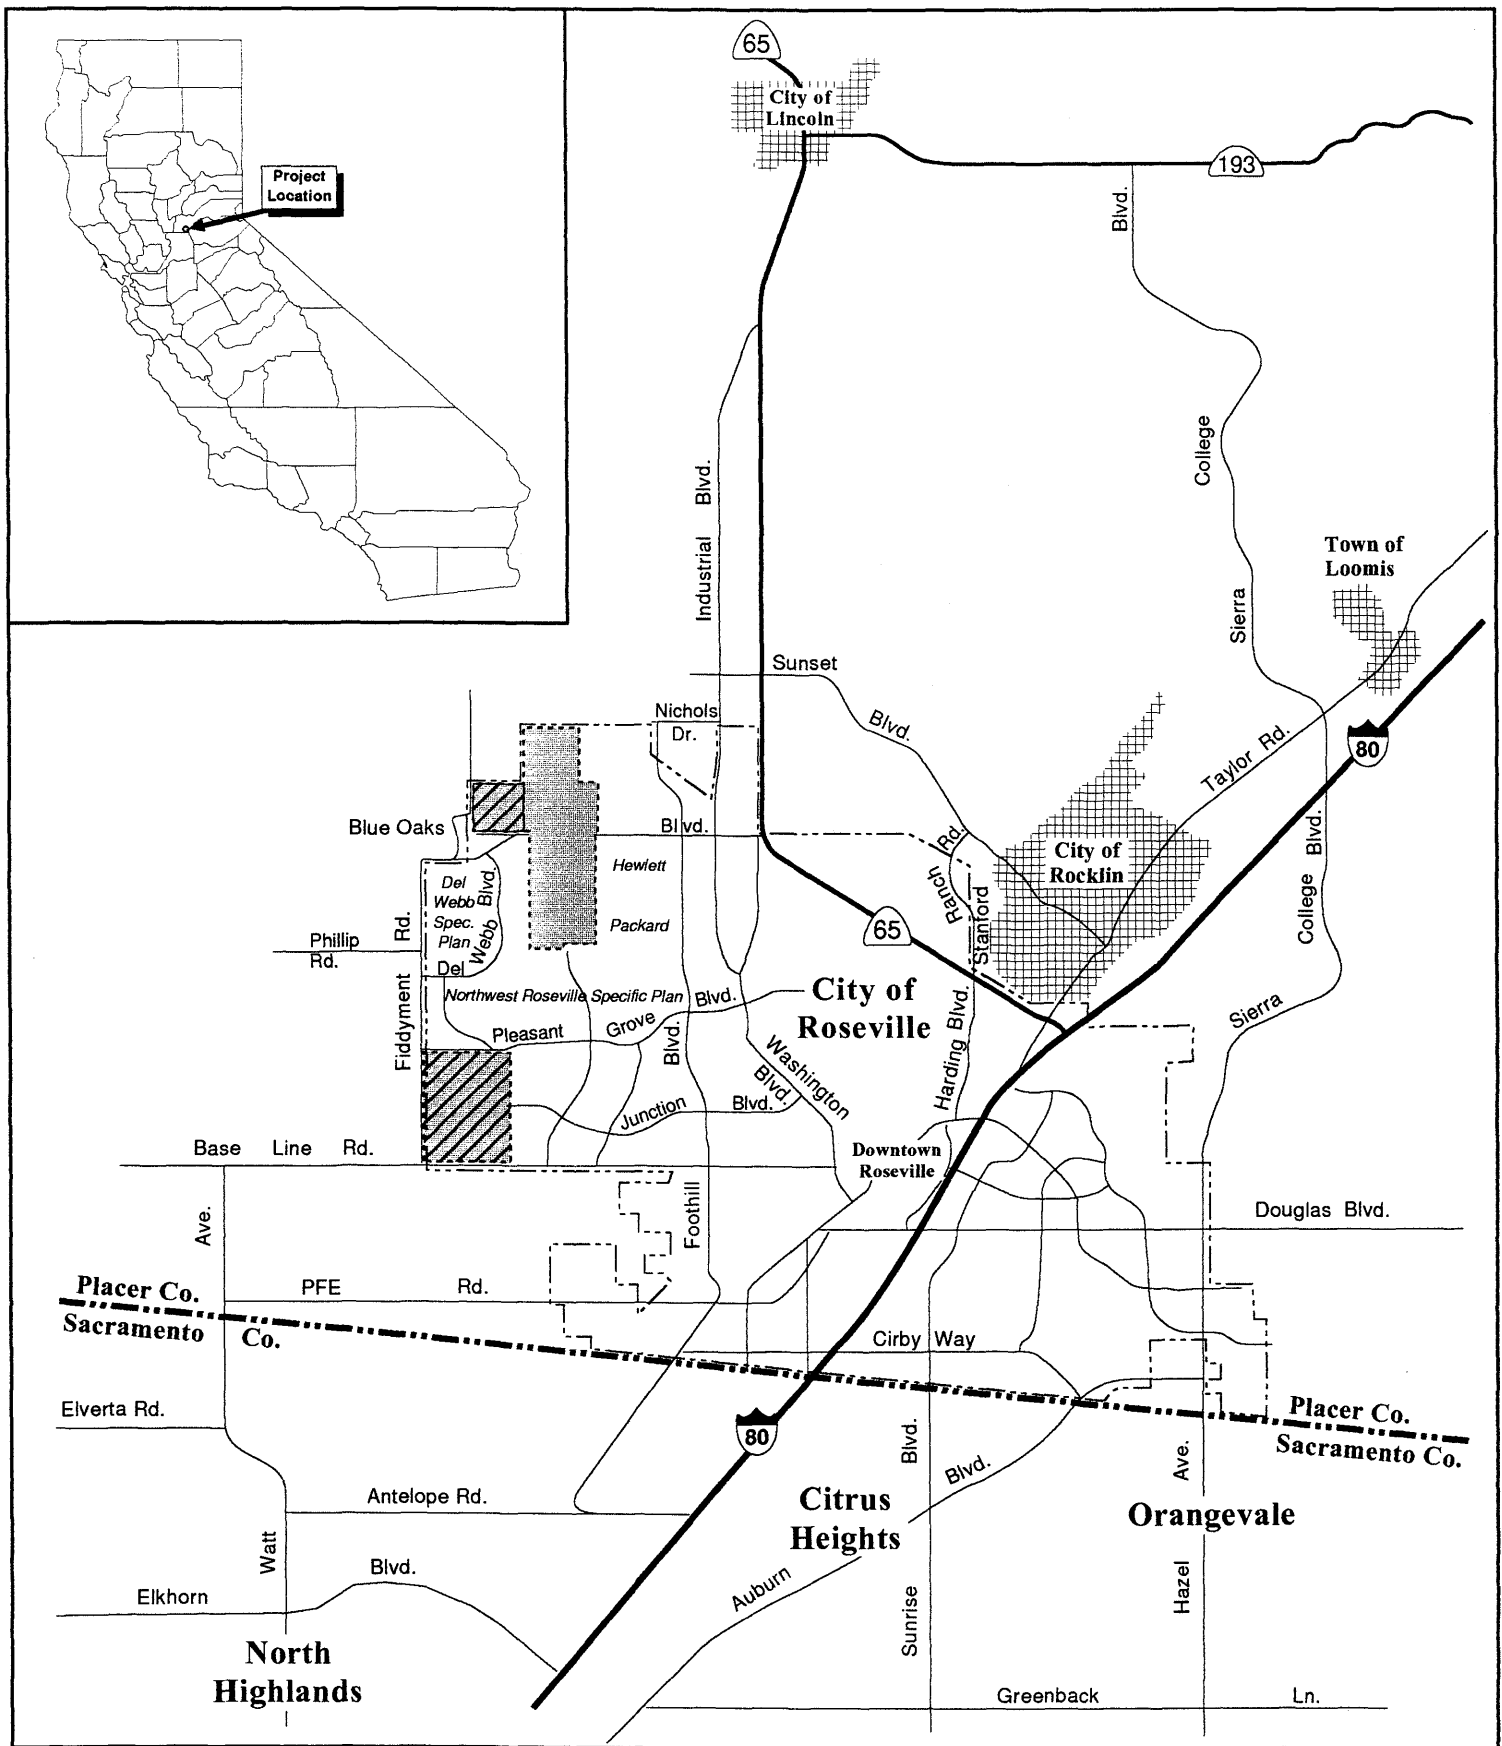 65
City of
Lincoln
193
Project
Location
Blvd.
College
Sierra
Industrial Blvd.
Town of
Loomis
Sunset
Blvd.
Nichols
Dr.
80
Taylor Rd.
Blue Oaks
Blvd.
Rd.
Ranch
Stanford
City of
Rocklin
College Blvd.
Hewlett
Packard
Del
Webb
Spec.
Plan
Del Webb Blvd.
65
Phillip
Rd.
Fiddyment Rd.
Northwest Roseville Specific Plan
Pleasant Grove Blvd.
City of
Roseville
Sierra
Harding Blvd.
Washington
Blvd.
Junction Blvd.
Foothill Blvd.
Base Line Rd.
Downtown
Roseville
Douglas Blvd.
Placer Co.
Sacramento Co.
PFE Rd.
Cirby Way
Elverta Rd.
80
Placer Co.
Sacramento Co.
Antelope Rd.
Citrus
Heights
Orangevale
Watt Ave.
Elkhorn Blvd.
Auburn Blvd.
Sunrise Blvd.
Hazel Ave.
North
Highlands
Greenback Ln.